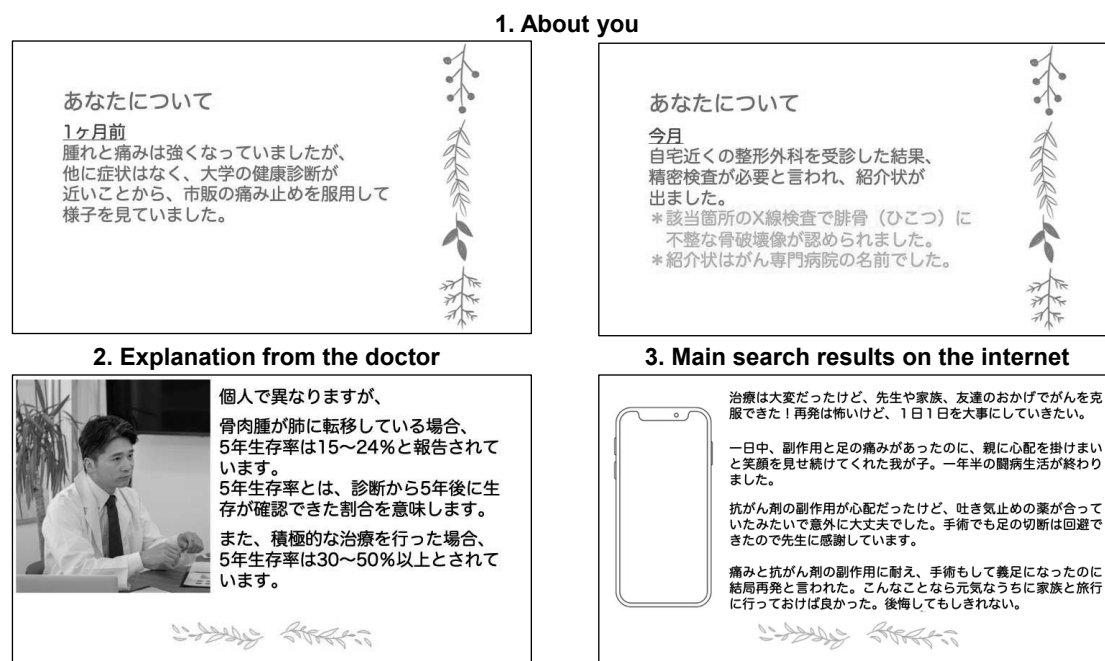 1. About you
あなたについて
1ヶ月前
腫れと痛みは強くなっていましたが、
他に症状はなく、大学の健康診断が
近いことから、市販の痛み止めを服用して
様子を見ていました。
あなたについて
今月
自宅近くの整形外科を受診した結果、
精密検査が必要と言われ、紹介状が
出ました。
＊該当箇所のX線検査で腓骨（ひこつ）に
不整な骨破壊像が認められました。
＊紹介状はがん専門病院の名前でした。
2. Explanation from the doctor
個人で異なりますが、
骨肉腫が肺に転移している場合、
5年生存率は15〜24%と報告されて
います。
5年生存率とは、診断から5年後に生
存が確認できた割合を意味します。
また、積極的な治療を行った場合、
5年生存率は30〜50%以上とされて
います。
3. Main search results on the internet
治療は大変だったけど、先生や家族、友達のおかげでがんを克
服できた！再発は怖いけど、1日1日を大事にしていきたい。
一日中、副作用と足の痛みがあったのに、親に心配を掛けまい
と笑顔を見せ続けてくれた我が子。一年半の闘病生活が終わり
ました。
抗がん剤の副作用が心配だったけど、吐き気止めの薬が合って
いたみたいで意外に大丈夫でした。手術でも足の切断は回避で
きたので先生に感謝しています。
痛みと抗がん剤の副作用に耐え、手術もして義足になったのに
結局再発と言われた。こんなことなら元気なうちに家族と旅行
に行っておけば良かった。後悔してもしきれない。